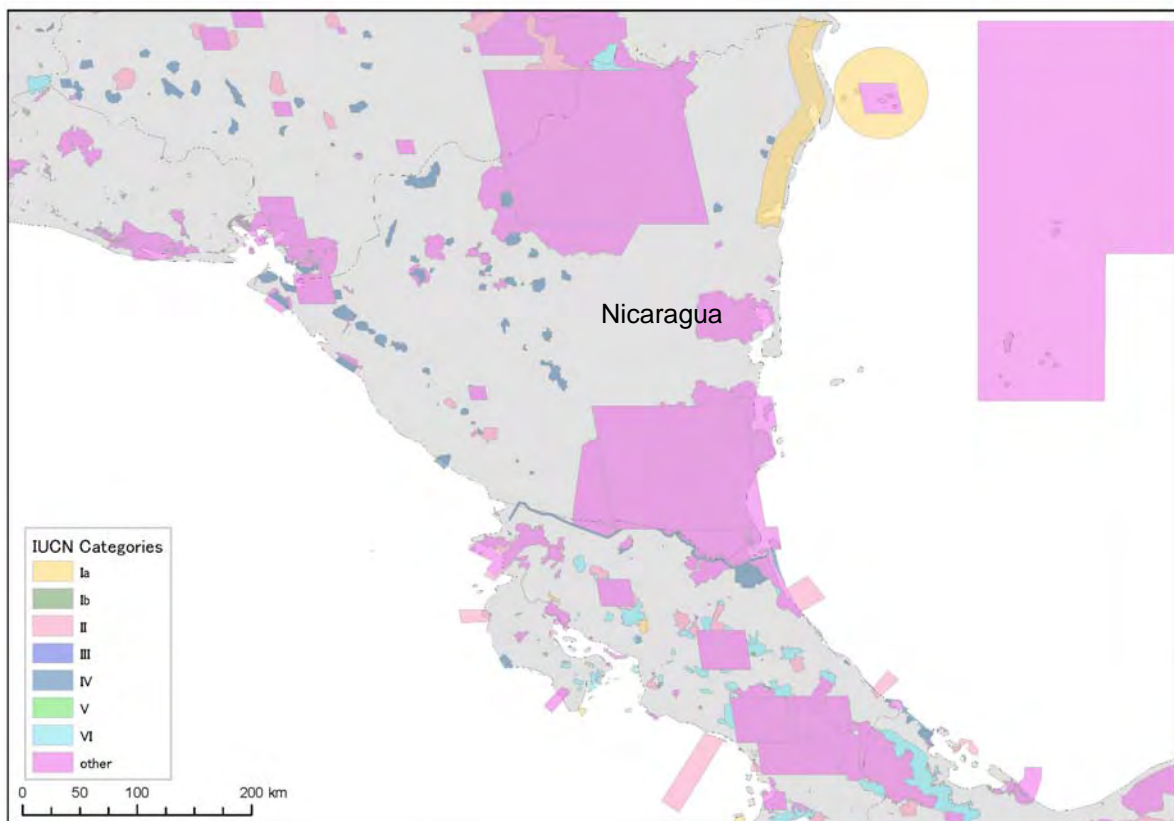 Nicaragua
IUCN Categories
Ia
Ib
II
III
IV
V
VI
other
0 50 100 200 km